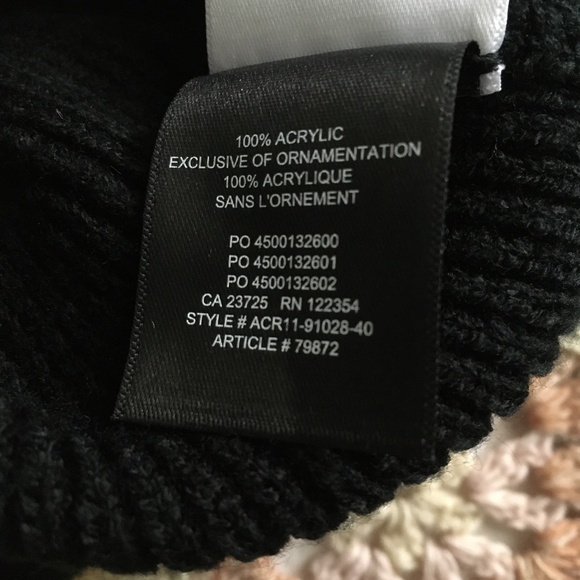 100% ACRYLIC
EXCLUSIVE OF ORNAMENTATION
100% ACRYLIQUE
SANS L'ORNEMENT
PO 4500132600
PO 4500132601
PO 4500132602
CA 23725 RN 122354
STYLE # ACR11-91028-40
ARTICLE # 79872